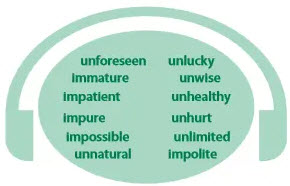 unforeseen unlucky
immature unwise
impatient unhealthy
impure unhurt
impossible unlimited
unnatural impolite